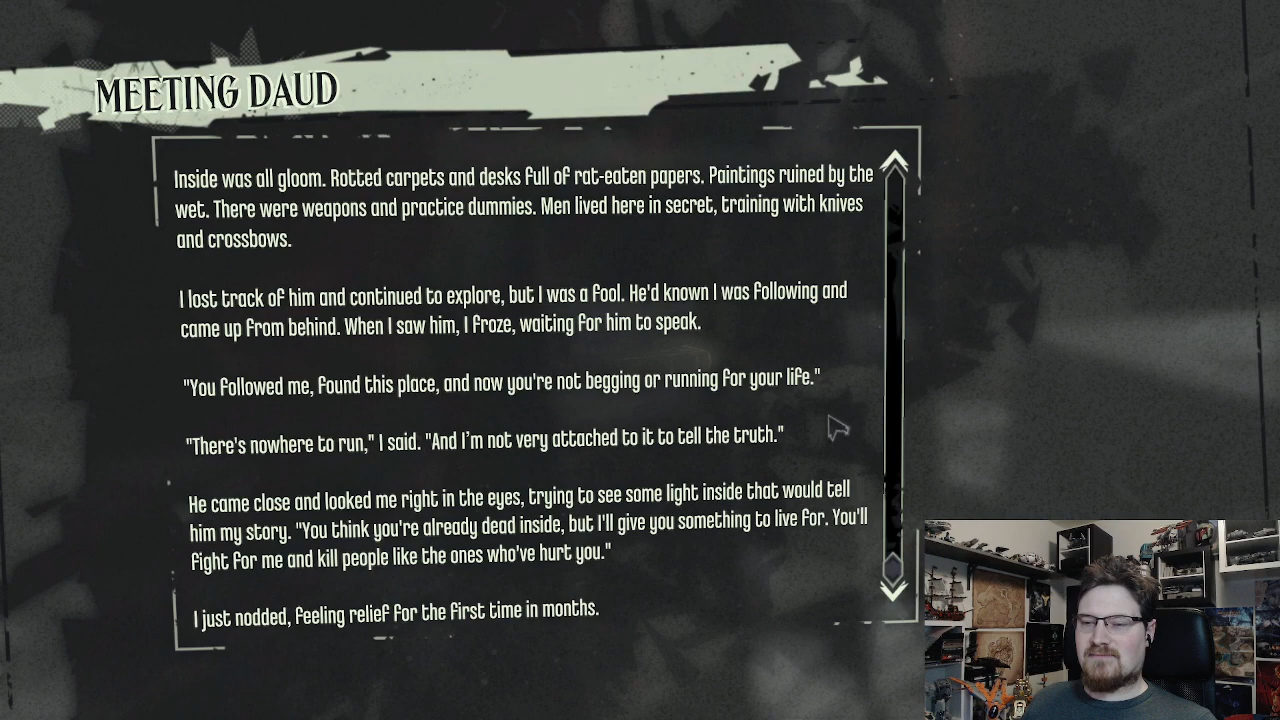 MEETING DAUD
Inside was all gloom. Rotted carpets and desks full of rat-eaten papers. Paintings ruined by the
wet. There were weapons and practice dummies. Men lived here in secret, training with knives
and crossbows.
I lost track of him and continued to explore, but I was a fool. He'd known I was following and
came up from behind. When I saw him, I froze, waiting for him to speak.
"You followed me, found this place, and now you're not begging or running for your life."
"There's nowhere to run," I said. "And I'm not very attached to it to tell the truth."
He came close and looked me right in the eyes, trying to see some light inside that would tell
him my story. "You think you're already dead inside, but I'll give you something to live for. You'll
fight for me and kill people like the ones who've hurt you."
I just nodded, feeling relief for the first time in months.